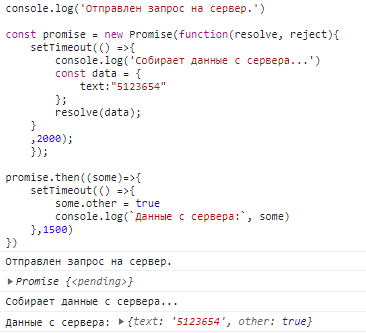 console.log('Отправлен запрос на сервер.')
const promise = new Promise(function(resolve, reject){
setTimeout(() =>{
console.log('Собирает данные с сервера...')
const data = {
text:"5123654"
};
resolve(data);
}
,2000);
});
promise.then((some)=>{
setTimeout(() =>{
some.other = true
console.log(`Данные с сервера:`, some)
},1500)
})
Отправлен запрос на сервер.
Promise {<pending>}
Собирает данные с сервера...
Данные с сервера: {text: '5123654', other: true}